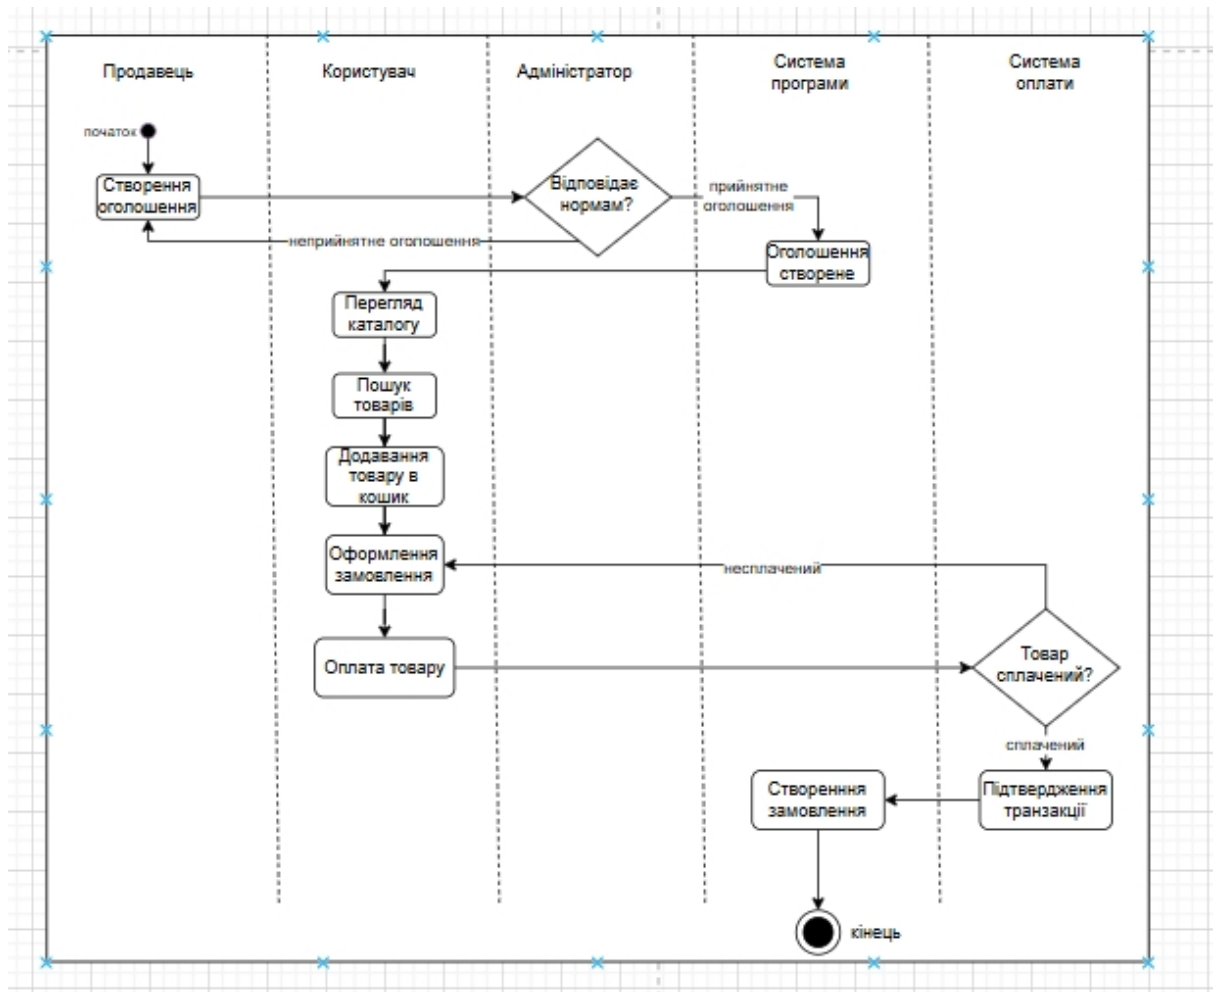 Продавець
Користувач
Адміністратор
Система
програми
Система
оплати
початок
Створення
оголошення
Відповідає
нормам?
прийнятне
оголошення
неприйнятне оголошення
Оголошення
створене
Перегляд
каталогу
Пошук
товарів
Додавання
товару в
кошик
Оформлення
замовлення
несплачений
Оплата товару
Товар
сплачений?
сплачений
Створенння
замовлення
Підтвердження
транзакції
кінець